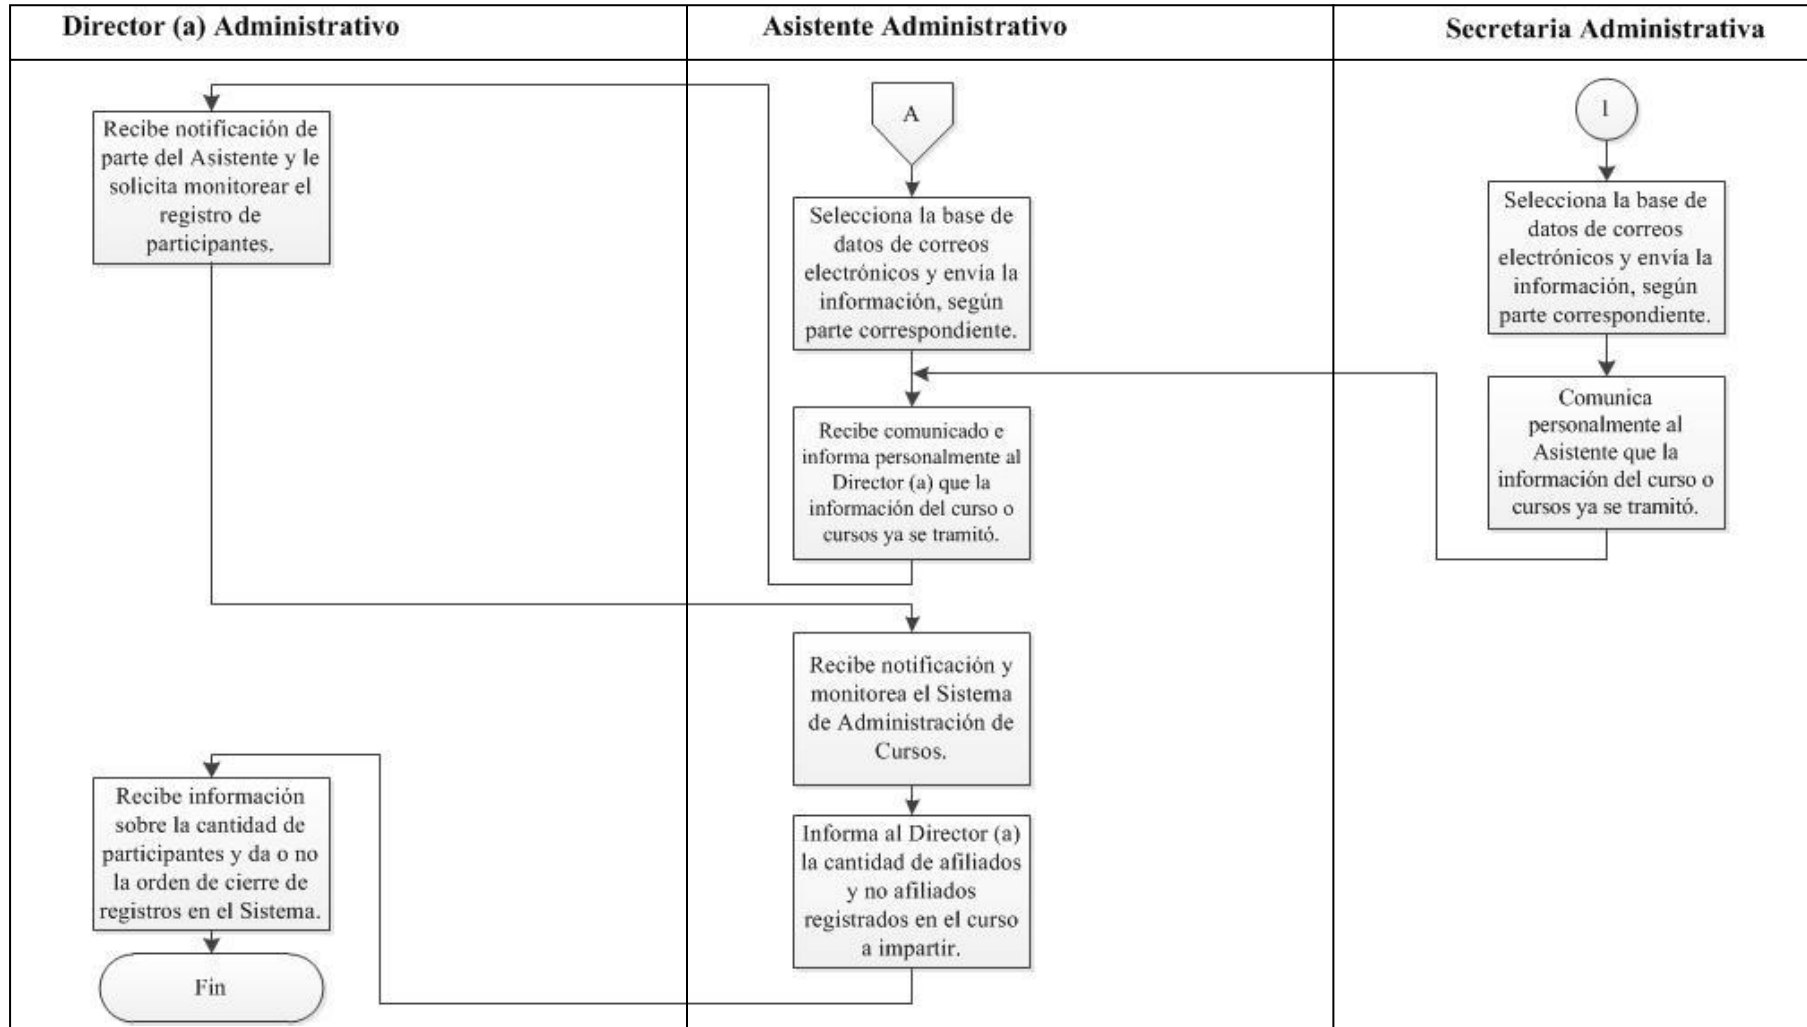 Director (a) Administrativo
Asistente Administrativo
Secretaria Administrativa
Recibe notificación de
parte del Asistente y le
solicita monitorear el
registro de
participantes.
A
Selecciona la base de
datos de correos
electrónicos y envía la
información, según
parte correspondiente.
1
Selecciona la base de
datos de correos
electrónicos y envía la
información, según
parte correspondiente.
Comunica
personalmente al
Asistente que la
información del curso o
cursos ya se tramitó.
Recibe comunicado e
informa personalmente al
Director (a) que la
información del curso o
cursos ya se tramitó.
Recibe notificación y
monitorea el Sistema
de Administración de
Cursos.
Informa al Director (a)
la cantidad de afiliados
y no afiliados
registrados en el curso
a impartir.
Recibe información
sobre la cantidad de
participantes y da o no
la orden de cierre de
registros en el Sistema.
Fin